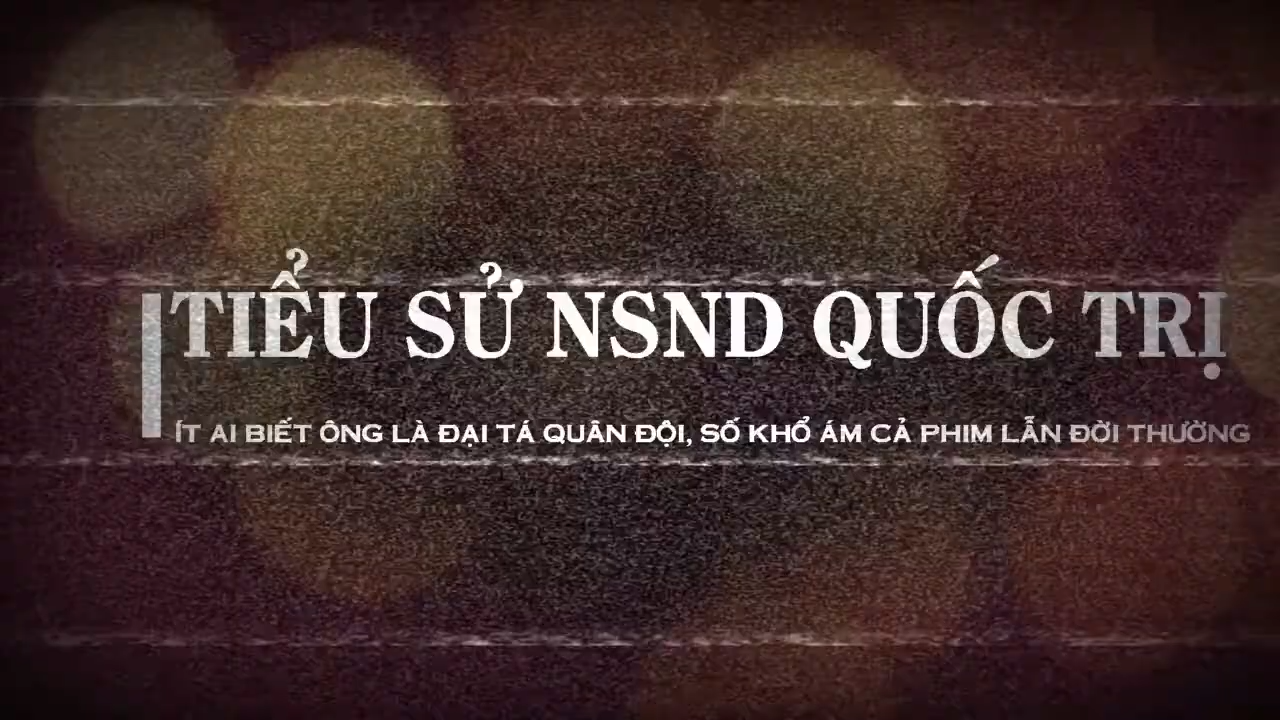 TIỂU SỬ NSND QUỐC TRỊ
ÍT AI BIẾT ÔNG LÀ ĐẠI TÁ QUÂN ĐỘI, SỐ KHỔ ÁM CẢ PHIM LẪN ĐỜI THƯỜNG